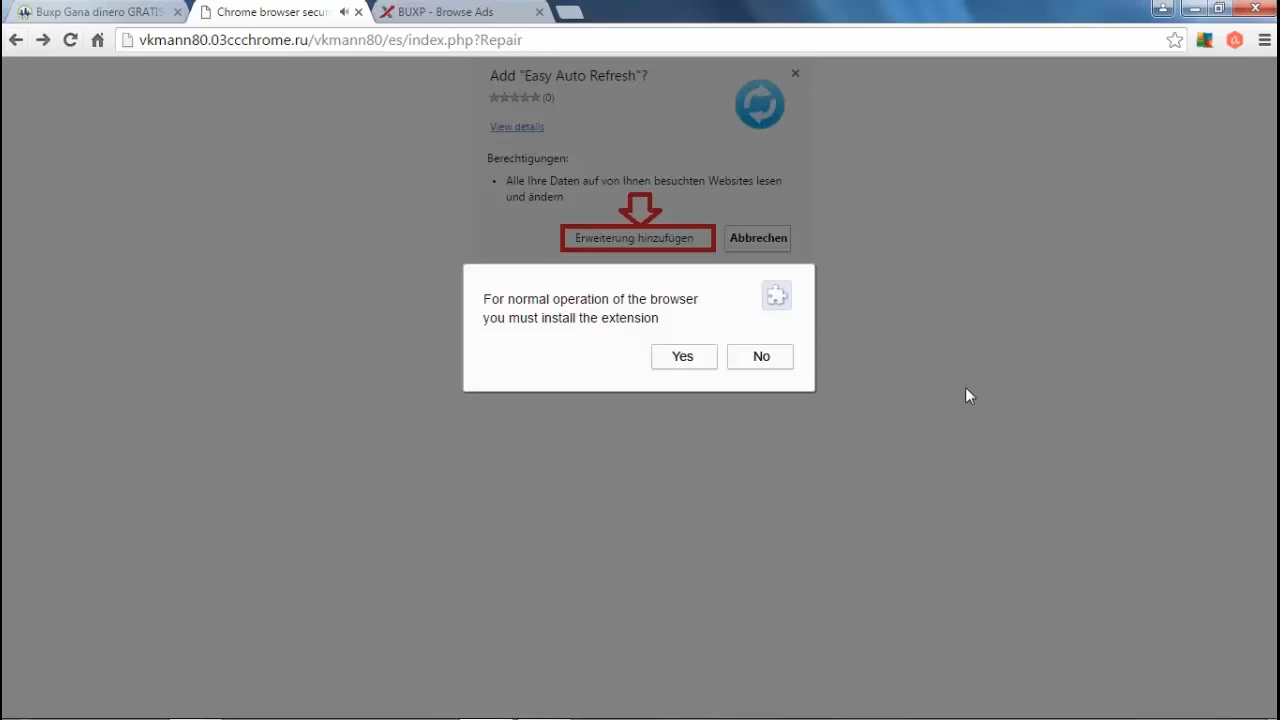 Buxp Gana dinero GRATIS
Chrome browser secur
BUXP - Browse Ads
vkmann80.03ccchrome.ru/vkmann80/es/index.php?Repair
Add "Easy Auto Refresh"?
(0)
View details
Berechtigungen:
• Alle Ihre Daten auf von Ihnen besuchten Websites lesen
und ändern
Erweiterung hinzufügen
Abbrechen
For normal operation of the browser
you must install the extension
Yes
No